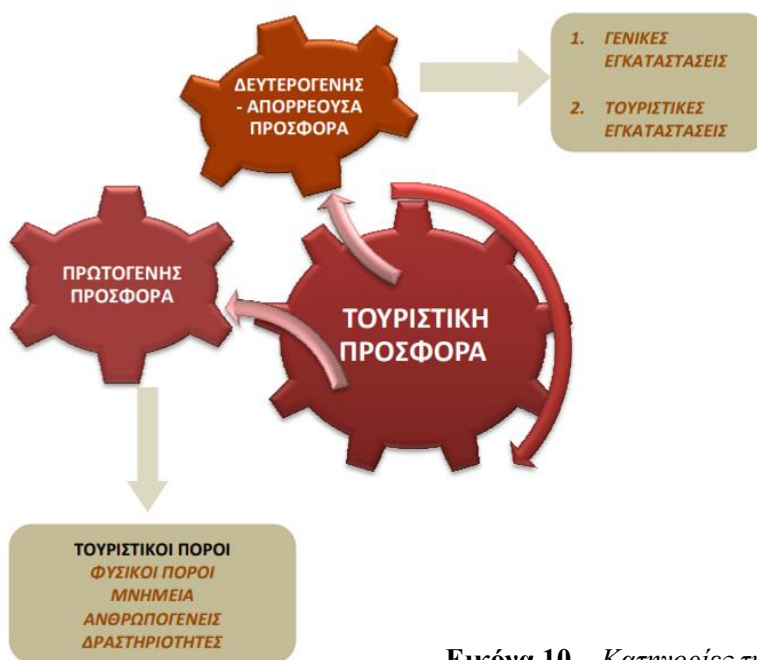 ΔΕΥΤΕΡΟΓΕΝΗΣ
- ΑΠΟΡΡΕΟΥΣΑ
ΠΡΟΣΦΟΡΑ
1. ΓΕΝΙΚΕΣ
ΕΓΚΑΤΑΣΤΑΣΕΙΣ
2. ΤΟΥΡΙΣΤΙΚΕΣ
ΕΓΚΑΤΑΣΤΑΣΕΙΣ
ΠΡΩΤΟΓΕΝΗΣ
ΠΡΟΣΦΟΡΑ
ΤΟΥΡΙΣΤΙΚΗ
ΠΡΟΣΦΟΡΑ
ΤΟΥΡΙΣΤΙΚΟΙ ΠΟΡΟΙ
ΦΥΣΙΚΟΙ ΠΟΡΟΙ
ΜΝΗΜΕΙΑ
ΑΝΘΡΩΠΟΓΕΝΕΙΣ
ΔΡΑΣΤΗΡΙΟΤΗΤΕΣ
Εικόνα 10 Κατηγορίες